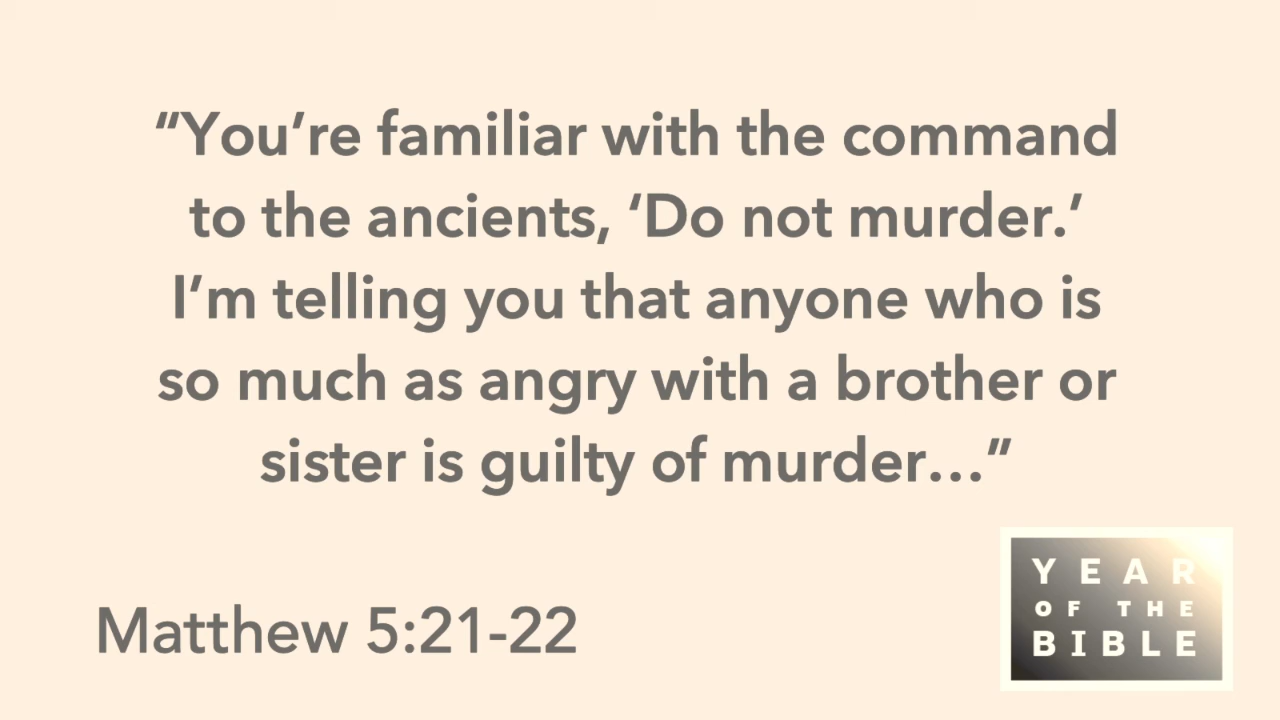 “You’re familiar with the command
to the ancients, ‘Do not murder.’
I’m telling you that anyone who is
so much as angry with a brother or
sister is guilty of murder…”
Matthew 5:21-22
YEAR
OF THE
BIBLE